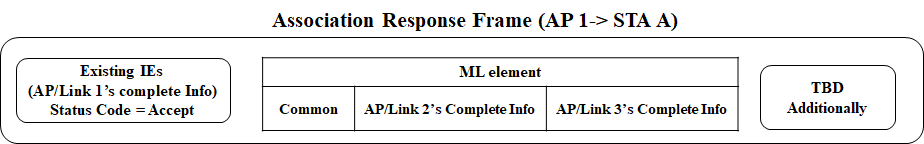 Association Response Frame (AP 1-> STA A)
Existing IEs
(AP/Link 1's complete Info)
Status Code = Accept
ML element
Common
AP/Link 2's Complete Info
AP/Link 3's Complete Info
TBD
Additionally